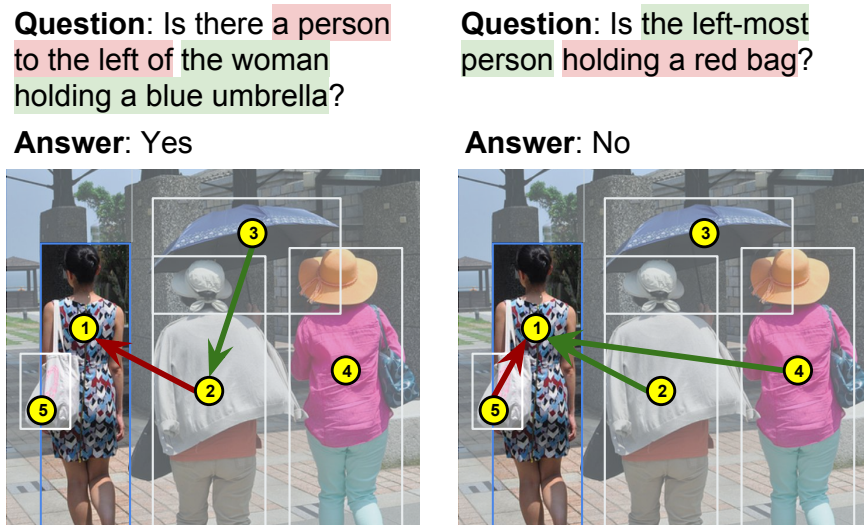 Question: Is there a person
to the left of the woman
holding a blue umbrella?
Answer: Yes
3
1
2
4
5
Question: Is the left-most
person holding a red bag?
Answer: No
3
1
2
4
5